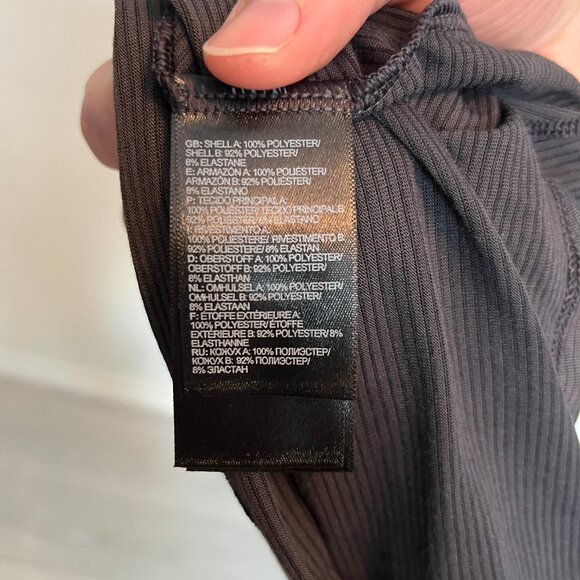 GB: SHELL A: 100% POLYESTER/
SHELL B: 92% POLYESTER/
8% ELASTANE
E: ARMAZÓN A: 100% POLIÉSTER/
ARMAZÓN B: 92% POLIÉSTER/
8% ELASTANO
P: TECIDO PRINCIPAL A:
100% POLIÉSTER/ TECIDO PRINCIPAL B:
92% POLIÉSTER/ 8% ELASTANO
I: RIVESTIMENTO A:
100% POLIESTERE/ RIVESTIMENTO B:
92% POLIESTERE/ 8% ELASTAN
D: OBERSTOFF A: 100% POLYESTER/
OBERSTOFF B: 92% POLYESTER/
8% ELASTHAN
NL: OMHULSEL A: 100% POLYESTER/
OMHULSEL B: 92% POLYESTER/
8% ELASTAAN
F: ÉTOFFE EXTÉRIEURE A :
100% POLYESTER/ ÉTOFFE
EXTÉRIEURE B: 92% POLYESTER/ 8%
ELASTHANNE
RU: КОЖУХ A: 100% ПОЛИЭСТЕР/
КОЖУХ B: 92% ПОЛИЭСТЕР/
8% ЭЛАСТАН